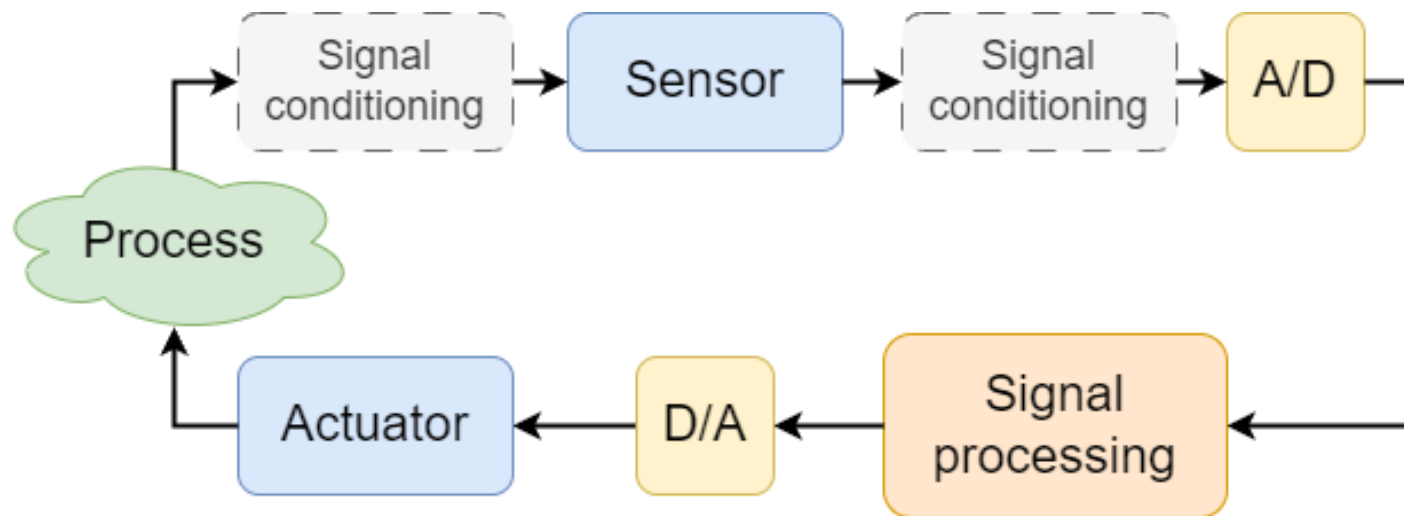 Signal
conditioning
Sensor
Signal
conditioning
A/D
Process
Actuator
D/A
Signal
processing